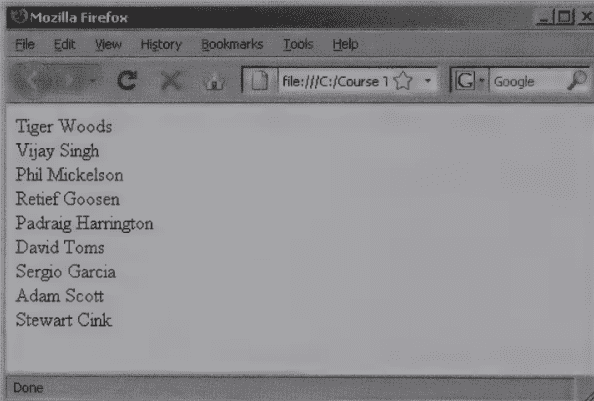 Mozilla Firefox
File Edit View History Bookmarks Tools Help
file:///C:/Course G Google
Tiger Woods
Vijay Singh
Phil Mickelson
Retief Goosen
Padraig Harrington
David Toms
Sergio Garcia
Adam Scott
Stewart Cink
Done